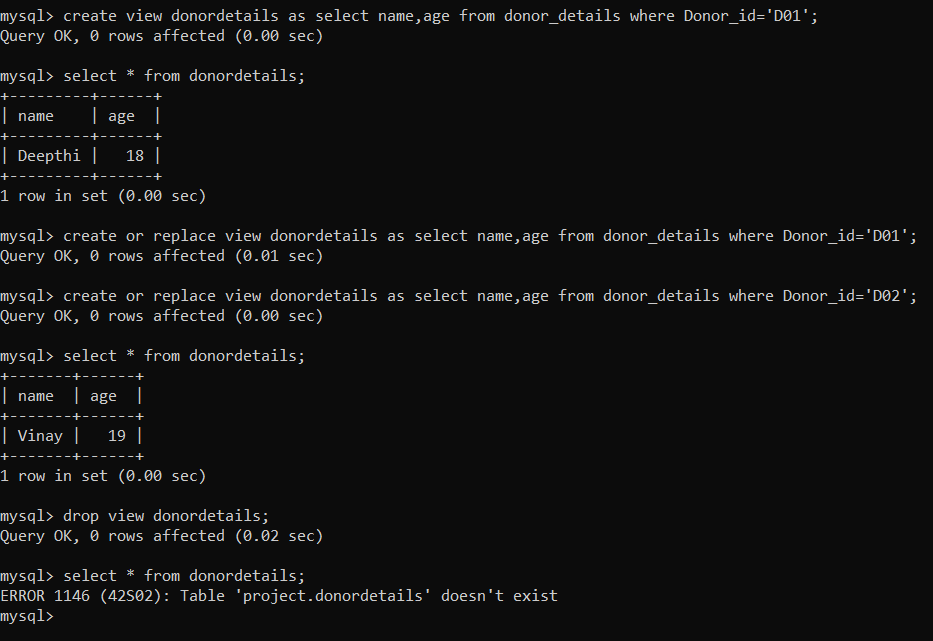 mysql> create view donordetails as select name,age from donor_details where Donor_id='D01';
Query OK, 0 rows affected (0.00 sec)

mysql> select * from donordetails;
+---------+------+
| name    | age  |
+---------+------+
| Deepthi |   18 |
+---------+------+
1 row in set (0.00 sec)

mysql> create or replace view donordetails as select name,age from donor_details where Donor_id='D01';
Query OK, 0 rows affected (0.01 sec)

mysql> create or replace view donordetails as select name,age from donor_details where Donor_id='D02';
Query OK, 0 rows affected (0.00 sec)

mysql> select * from donordetails;
+-------+------+
| name  | age  |
+-------+------+
| Vinay |   19 |
+-------+------+
1 row in set (0.00 sec)

mysql> drop view donordetails;
Query OK, 0 rows affected (0.02 sec)

mysql> select * from donordetails;
ERROR 1146 (42S02): Table 'project.donordetails' doesn't exist
mysql>